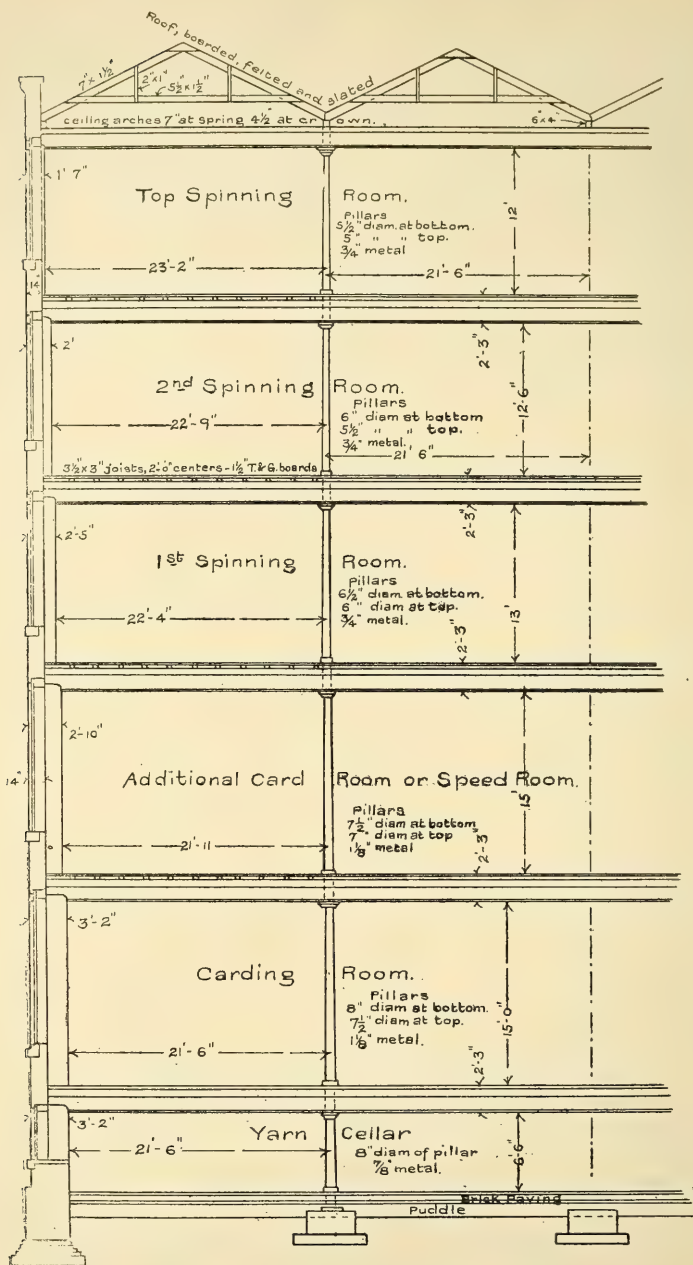 Roof, boarded, felted and slated
7" x 1½"
2" x 1"
5½" x 1½"
ceiling arches 7" at spring 4½" at crown.
6" x 4"
1' 7"
Top Spinning Room.
Pillars
5½" diam. at bottom.
5" " " top.
¾" metal
12'
23'-2"
21'-6"
14"
2'
2'-3"
2nd Spinning Room.
Pillars
6" diam at bottom
5½" " " top.
¾" metal.
12'-6"
22'-9"
21' 6"
3½" x 3" joists, 2'-0" centers - 1½" T. & G. boards
2'-5"
2'-3"
1st Spinning Room.
Pillars
6½" diam at bottom.
6" diam at top.
¾" metal.
13'
22'-4"
2'-3"
2'-10"
14"
Additional Card Room or Speed Room.
Pillars
7½" diam at bottom
7" diam at top
1⅛" metal
15'
21'-11
2'-3"
3'-2"
Carding Room.
Pillars
8" diam at bottom.
7½" diam at top.
1⅛" metal.
15'-0"
21'-6"
2'-3"
3'-2"
Yarn Cellar
21'-6"
8" diam of pillar
⅞" metal.
6'-6"
Brick Paving
Puddle